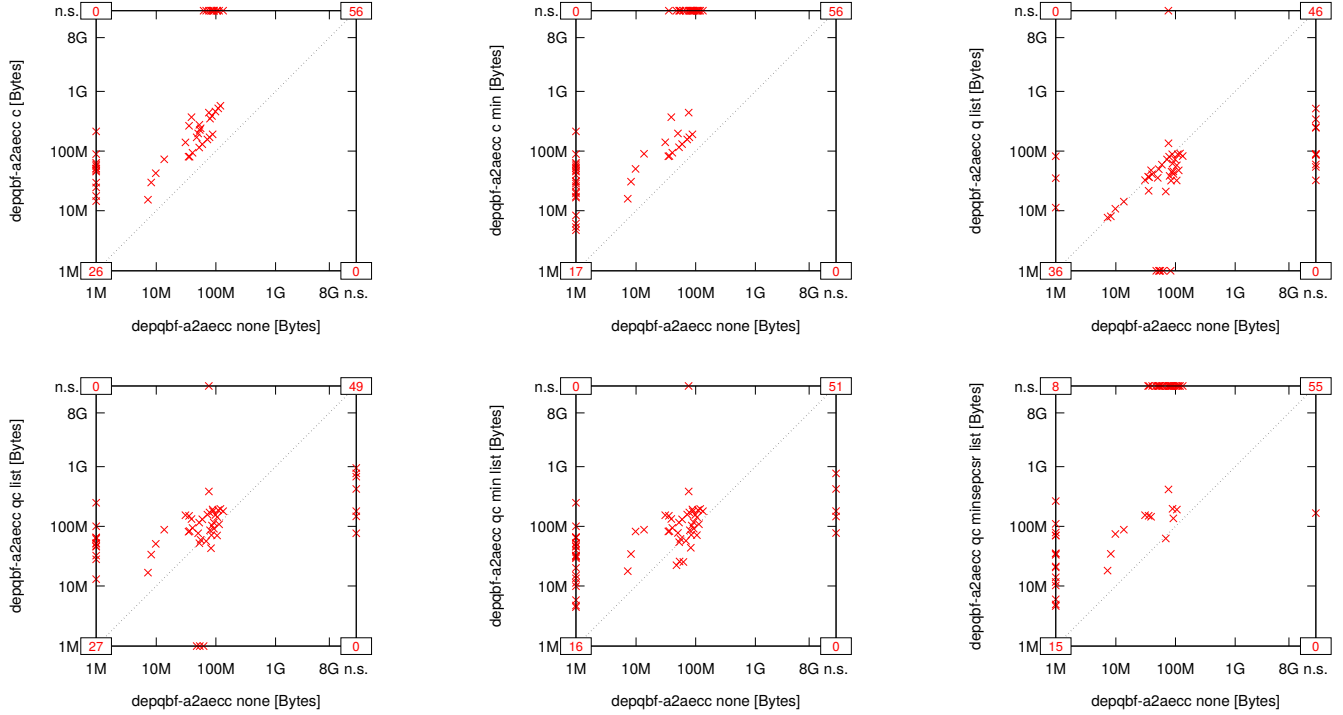 n.s. 0 56
8G
1G
100M
10M
1M 26 0
1M 10M 100M 1G 8G n.s.
depqbf-a2aecc c [Bytes]
depqbf-a2aecc none [Bytes]
n.s. 0 56
8G
1G
100M
10M
1M 17 0
1M 10M 100M 1G 8G n.s.
depqbf-a2aecc c min [Bytes]
depqbf-a2aecc none [Bytes]
n.s. 0 46
8G
1G
100M
10M
1M 36 0
1M 10M 100M 1G 8G n.s.
depqbf-a2aecc q list [Bytes]
depqbf-a2aecc none [Bytes]
n.s. 0 49
8G
1G
100M
10M
1M 27 0
1M 10M 100M 1G 8G n.s.
depqbf-a2aecc qc list [Bytes]
depqbf-a2aecc none [Bytes]
n.s. 0 51
8G
1G
100M
10M
1M 16 0
1M 10M 100M 1G 8G n.s.
depqbf-a2aecc qc min list [Bytes]
depqbf-a2aecc none [Bytes]
n.s. 8 55
8G
1G
100M
10M
1M 15 0
1M 10M 100M 1G 8G n.s.
depqbf-a2aecc qc minsepcsr list [Bytes]
depqbf-a2aecc none [Bytes]